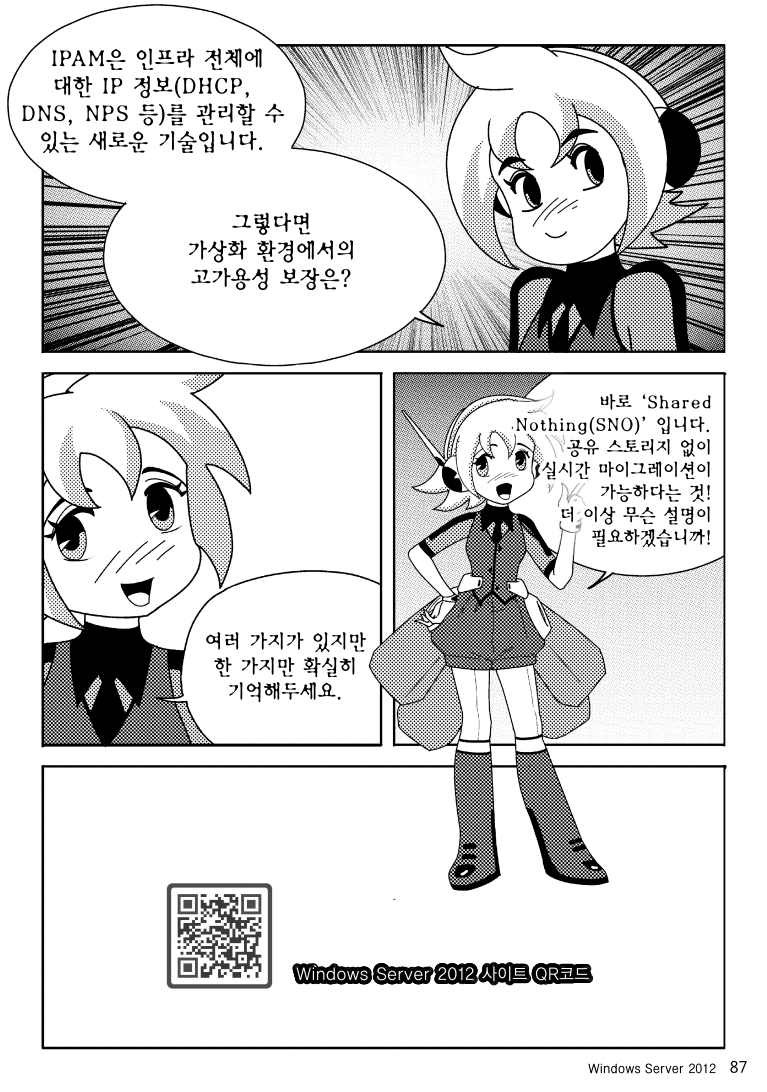 IPAM은 인프라 전체에
대한 IP 정보(DHCP,
DNS, NPS 등)를 관리할 수
있는 새로운 기술입니다.
그렇다면
가상화 환경에서의
고가용성 보장은?
여러 가지가 있지만
한 가지만 확실히
기억해두세요.
바로 ‘Shared
Nothing(SNO)’ 입니다.
공유 스토리지 없이
실시간 마이그레이션이
가능하다는 것!
더 이상 무슨 설명이
필요하겠습니까!
Windows Server 2012 사이트 QR코드
Windows Server 2012 87